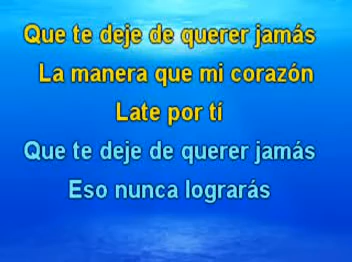 Que te deje de querer jamás
La manera que mi corazón
Late por tí
Que te deje de querer jamás
Eso nunca lograrás